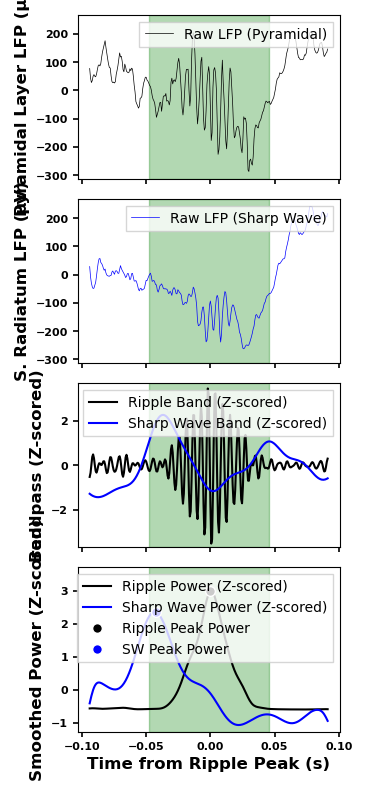 Pyramidal Layer LFP (µ
200
100
0
−100
−200
−300
Raw LFP (Pyramidal)
S. Radiatum LFP (µV)
200
100
0
−100
−200
−300
Raw LFP (Sharp Wave)
Bandpass (Z-scored)
2
0
−2
Ripple Band (Z-scored)
Sharp Wave Band (Z-scored)
Smoothed Power (Z-scored)
3
2
1
0
−1
Ripple Power (Z-scored)
Sharp Wave Power (Z-scored)
Ripple Peak Power
SW Peak Power
−0.10
−0.05
0.00
0.05
0.10
Time from Ripple Peak (s)